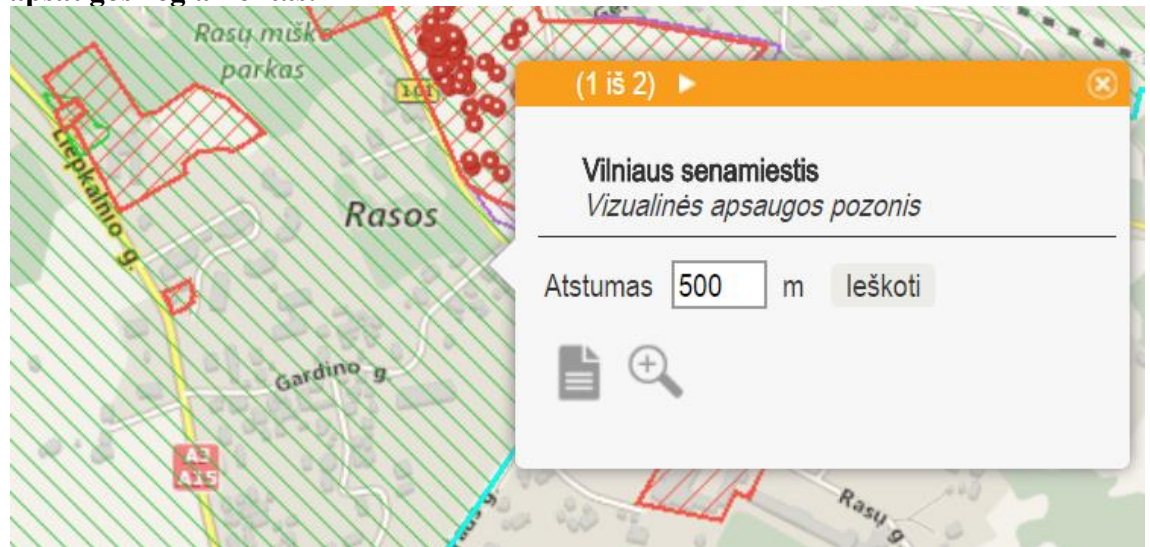 Rasų miško
parkas
101
(1 iš 2)
Vilniaus senamiestis
Vizualinės apsaugos pozonis
Liepkalnio g.
Rasos
Atstumas 500 m Ieškoti
Gardino g.
A3
A15
Rasų g.